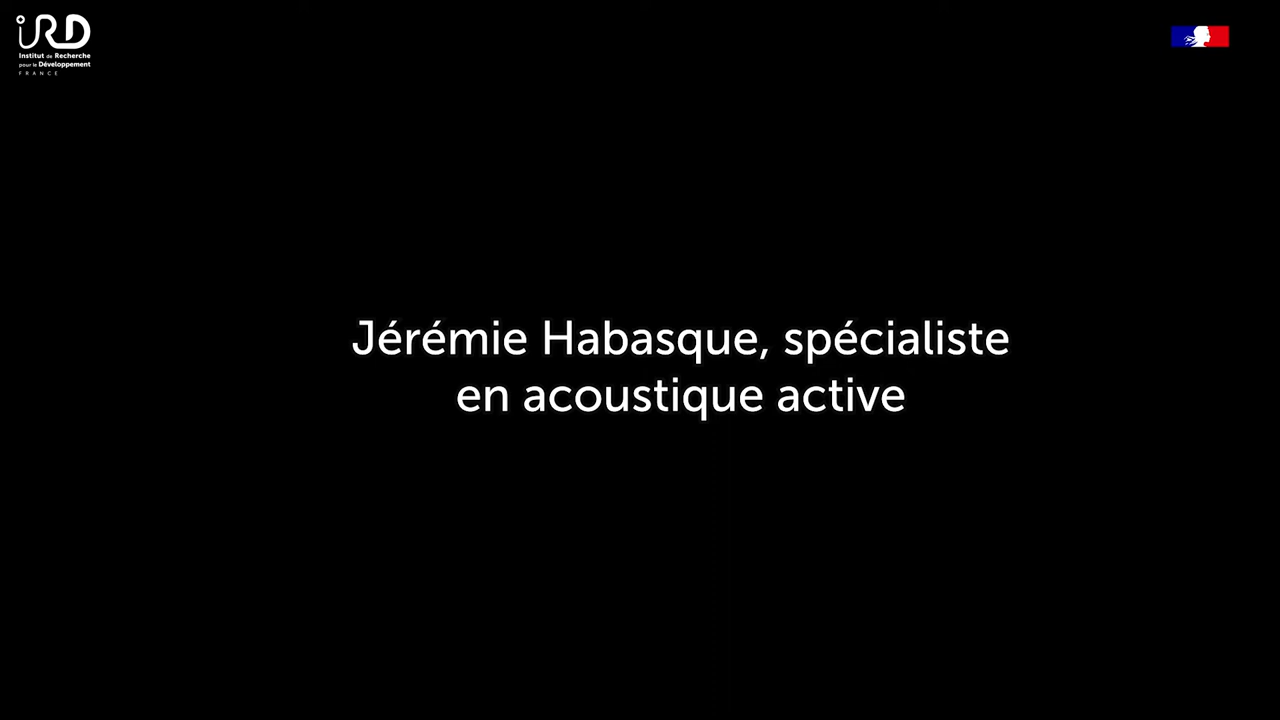 iRD
Institut de Recherche
pour le Développement
FRANCE
Jérémie Habasque, spécialiste
en acoustique active